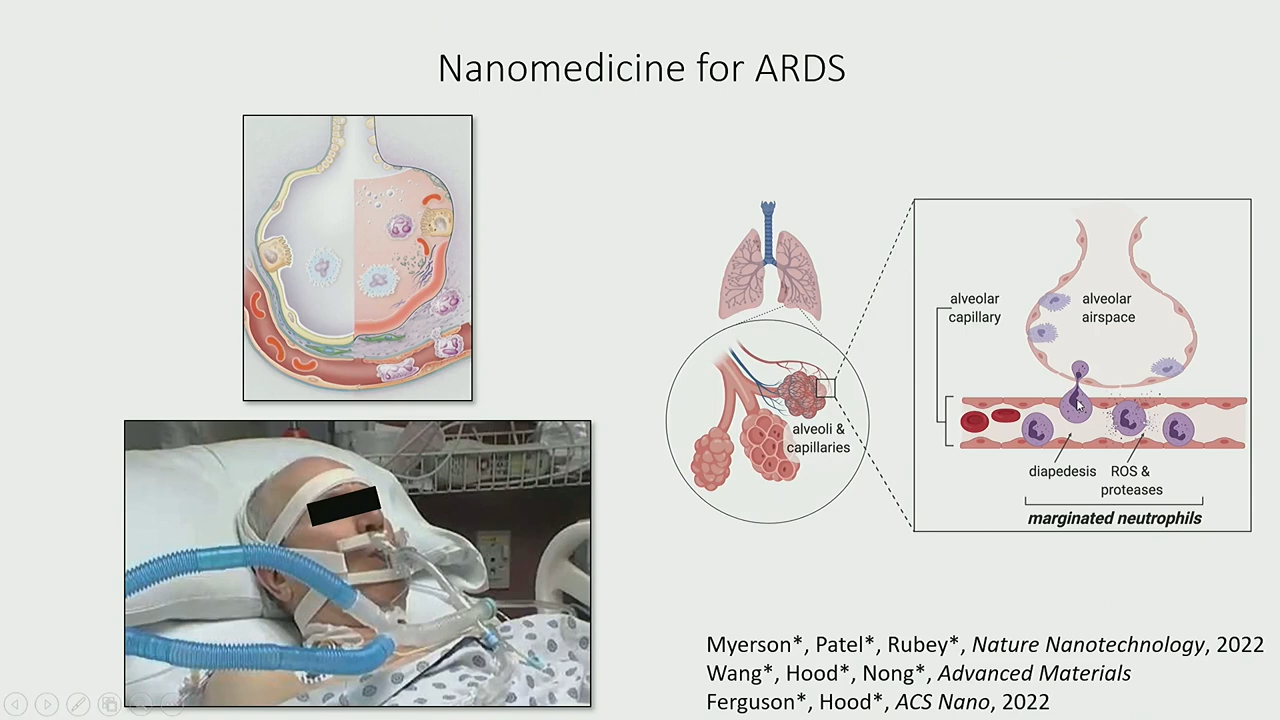 Nanomedicine for ARDS
alveolar
capillary
alveolar
airspace
alveoli &
capillaries
diapedesis
ROS &
proteases
marginated neutrophils
Myerson*, Patel*, Rubey*, Nature Nanotechnology, 2022
Wang*, Hood*, Nong*, Advanced Materials
Ferguson*, Hood*, ACS Nano, 2022